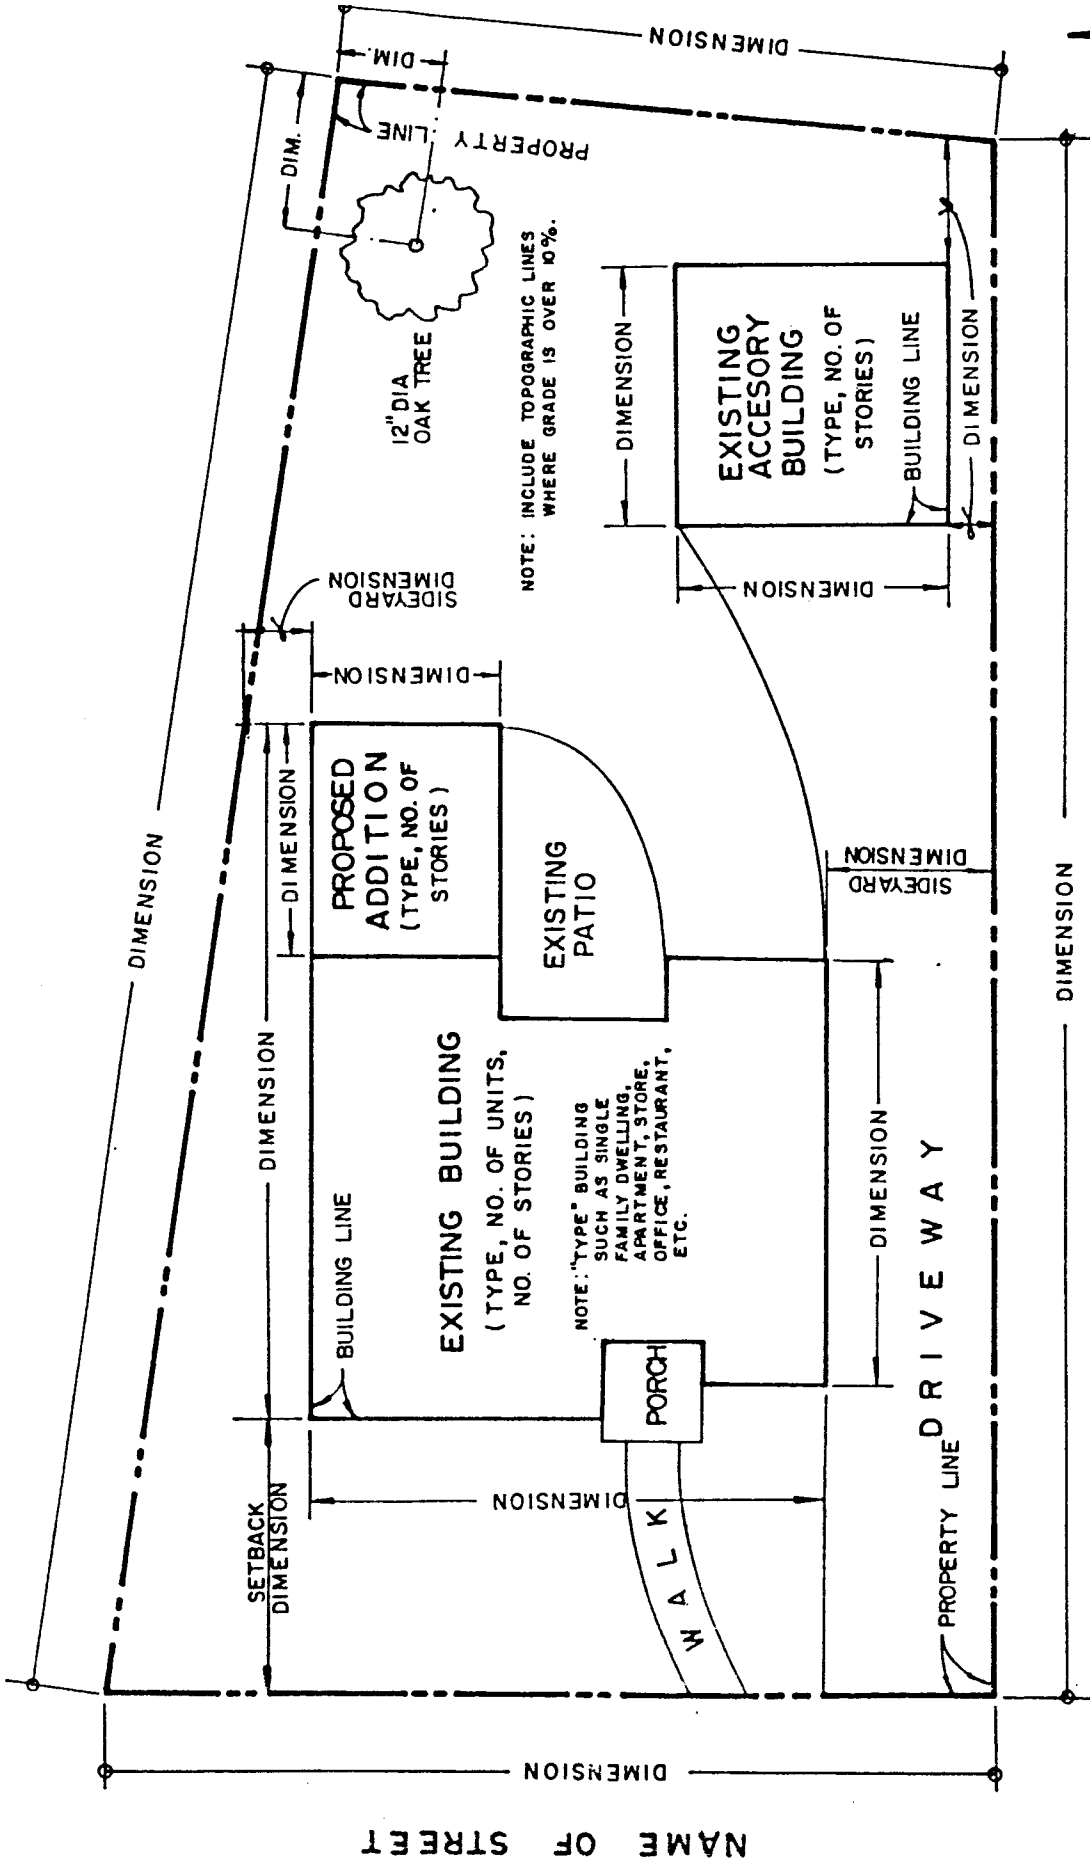 DIMENSION
DIM.
DIM.
PROPERTY LINE
12" DIA
OAK TREE
NOTE: INCLUDE TOPOGRAPHIC LINES
WHERE GRADE IS OVER 10%.
DIMENSION
EXISTING
ACCESORY
BUILDING
(TYPE, NO. OF
STORIES)
BUILDING LINE
DIMENSION
DIMENSION
SIDEYARD
DIMENSION
DIMENSION
DIMENSION
DIMENSION
PROPOSED
ADDITION
(TYPE, NO. OF
STORIES)
EXISTING
PATIO
SIDEYARD
DIMENSION
DIMENSION
DIMENSION
EXISTING BUILDING
(TYPE, NO. OF UNITS,
NO. OF STORIES)
NOTE: "TYPE" BUILDING
SUCH AS SINGLE
FAMILY DWELLING,
APARTMENT, STORE,
OFFICE, RESTAURANT,
ETC.
BUILDING LINE
DIMENSION
PORCH
DRIVEWAY
SETBACK
DIMENSION
DIMENSION
WALK
PROPERTY LINE
DIMENSION
NAME OF STREET